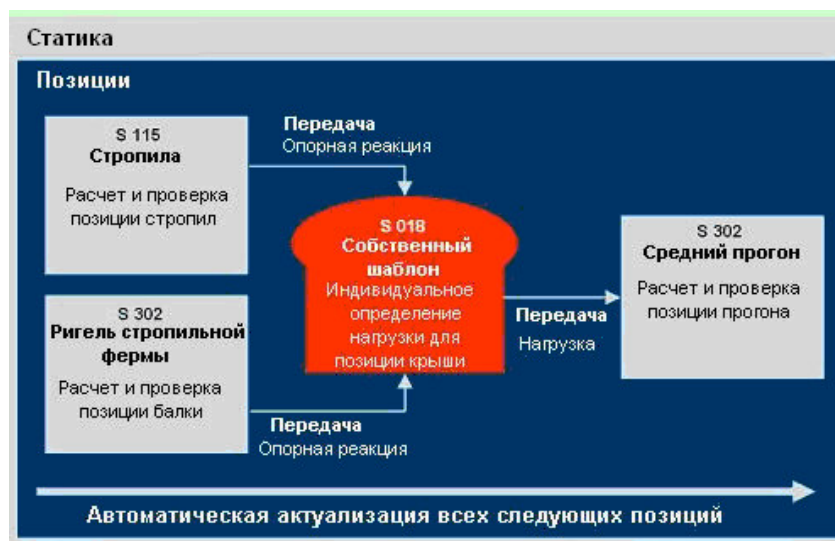 Статика
Позиции
S 115
Стропила
Расчет и проверка
позиции стропил
Передача
Опорная реакция
S 302
Ригель стропильной
фермы
Расчет и проверка
позиции балки
Передача
Опорная реакция
S 018
Собственный
шаблон
Индивидуальное
определение
нагрузки для
позиции крыши
Передача
Нагрузка
S 302
Средний прогон
Расчет и проверка
позиции прогона
Автоматическая актуализация всех следующих позиций